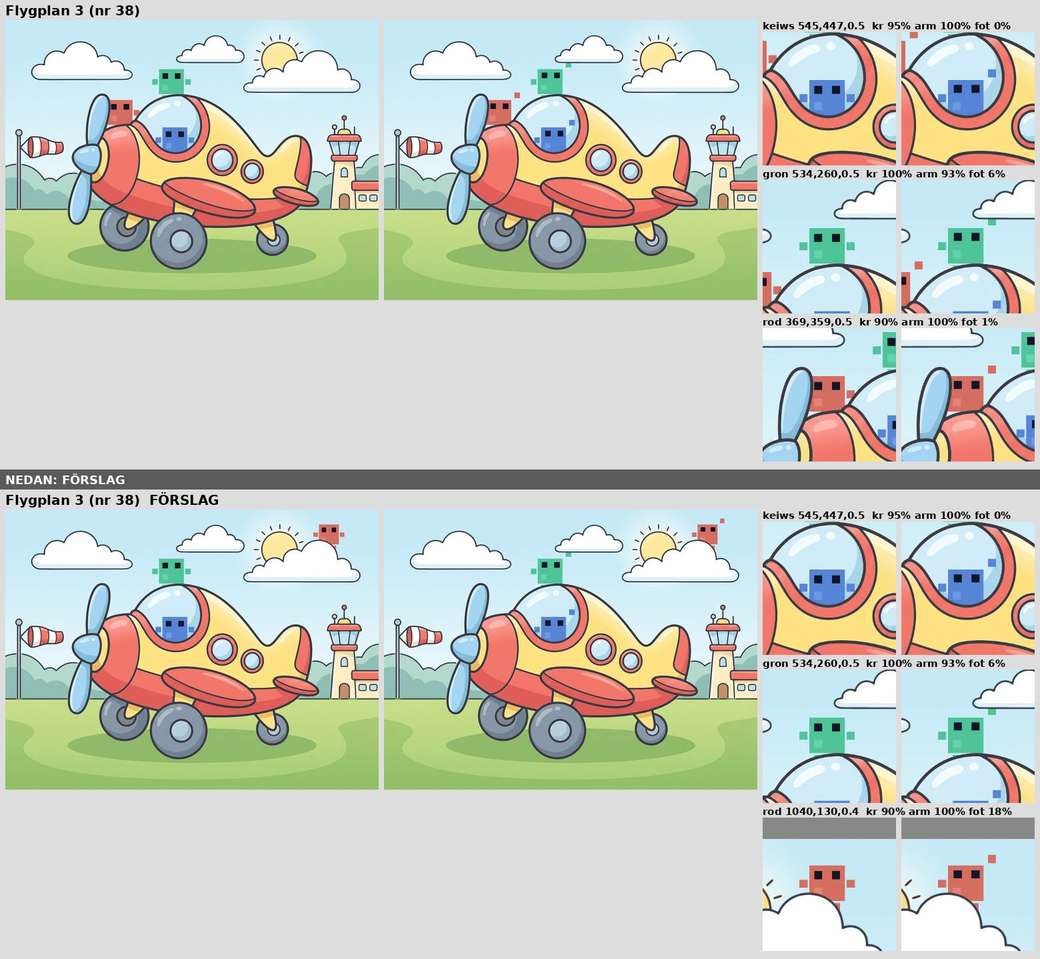 Flygplan 3 (nr 38)
keiws 545,447,0.5 kr 95% arm 100% fot 0%
gron 534,260,0.5 kr 100% arm 93% fot 6%
rod 369,359,0.5 kr 90% arm 100% fot 1%
NEDAN: FÖRSLAG
Flygplan 3 (nr 38) FÖRSLAG
keiws 545,447,0.5 kr 95% arm 100% fot 0%
gron 534,260,0.5 kr 100% arm 93% fot 6%
rod 1040,130,0.4 kr 90% arm 100% fot 18%